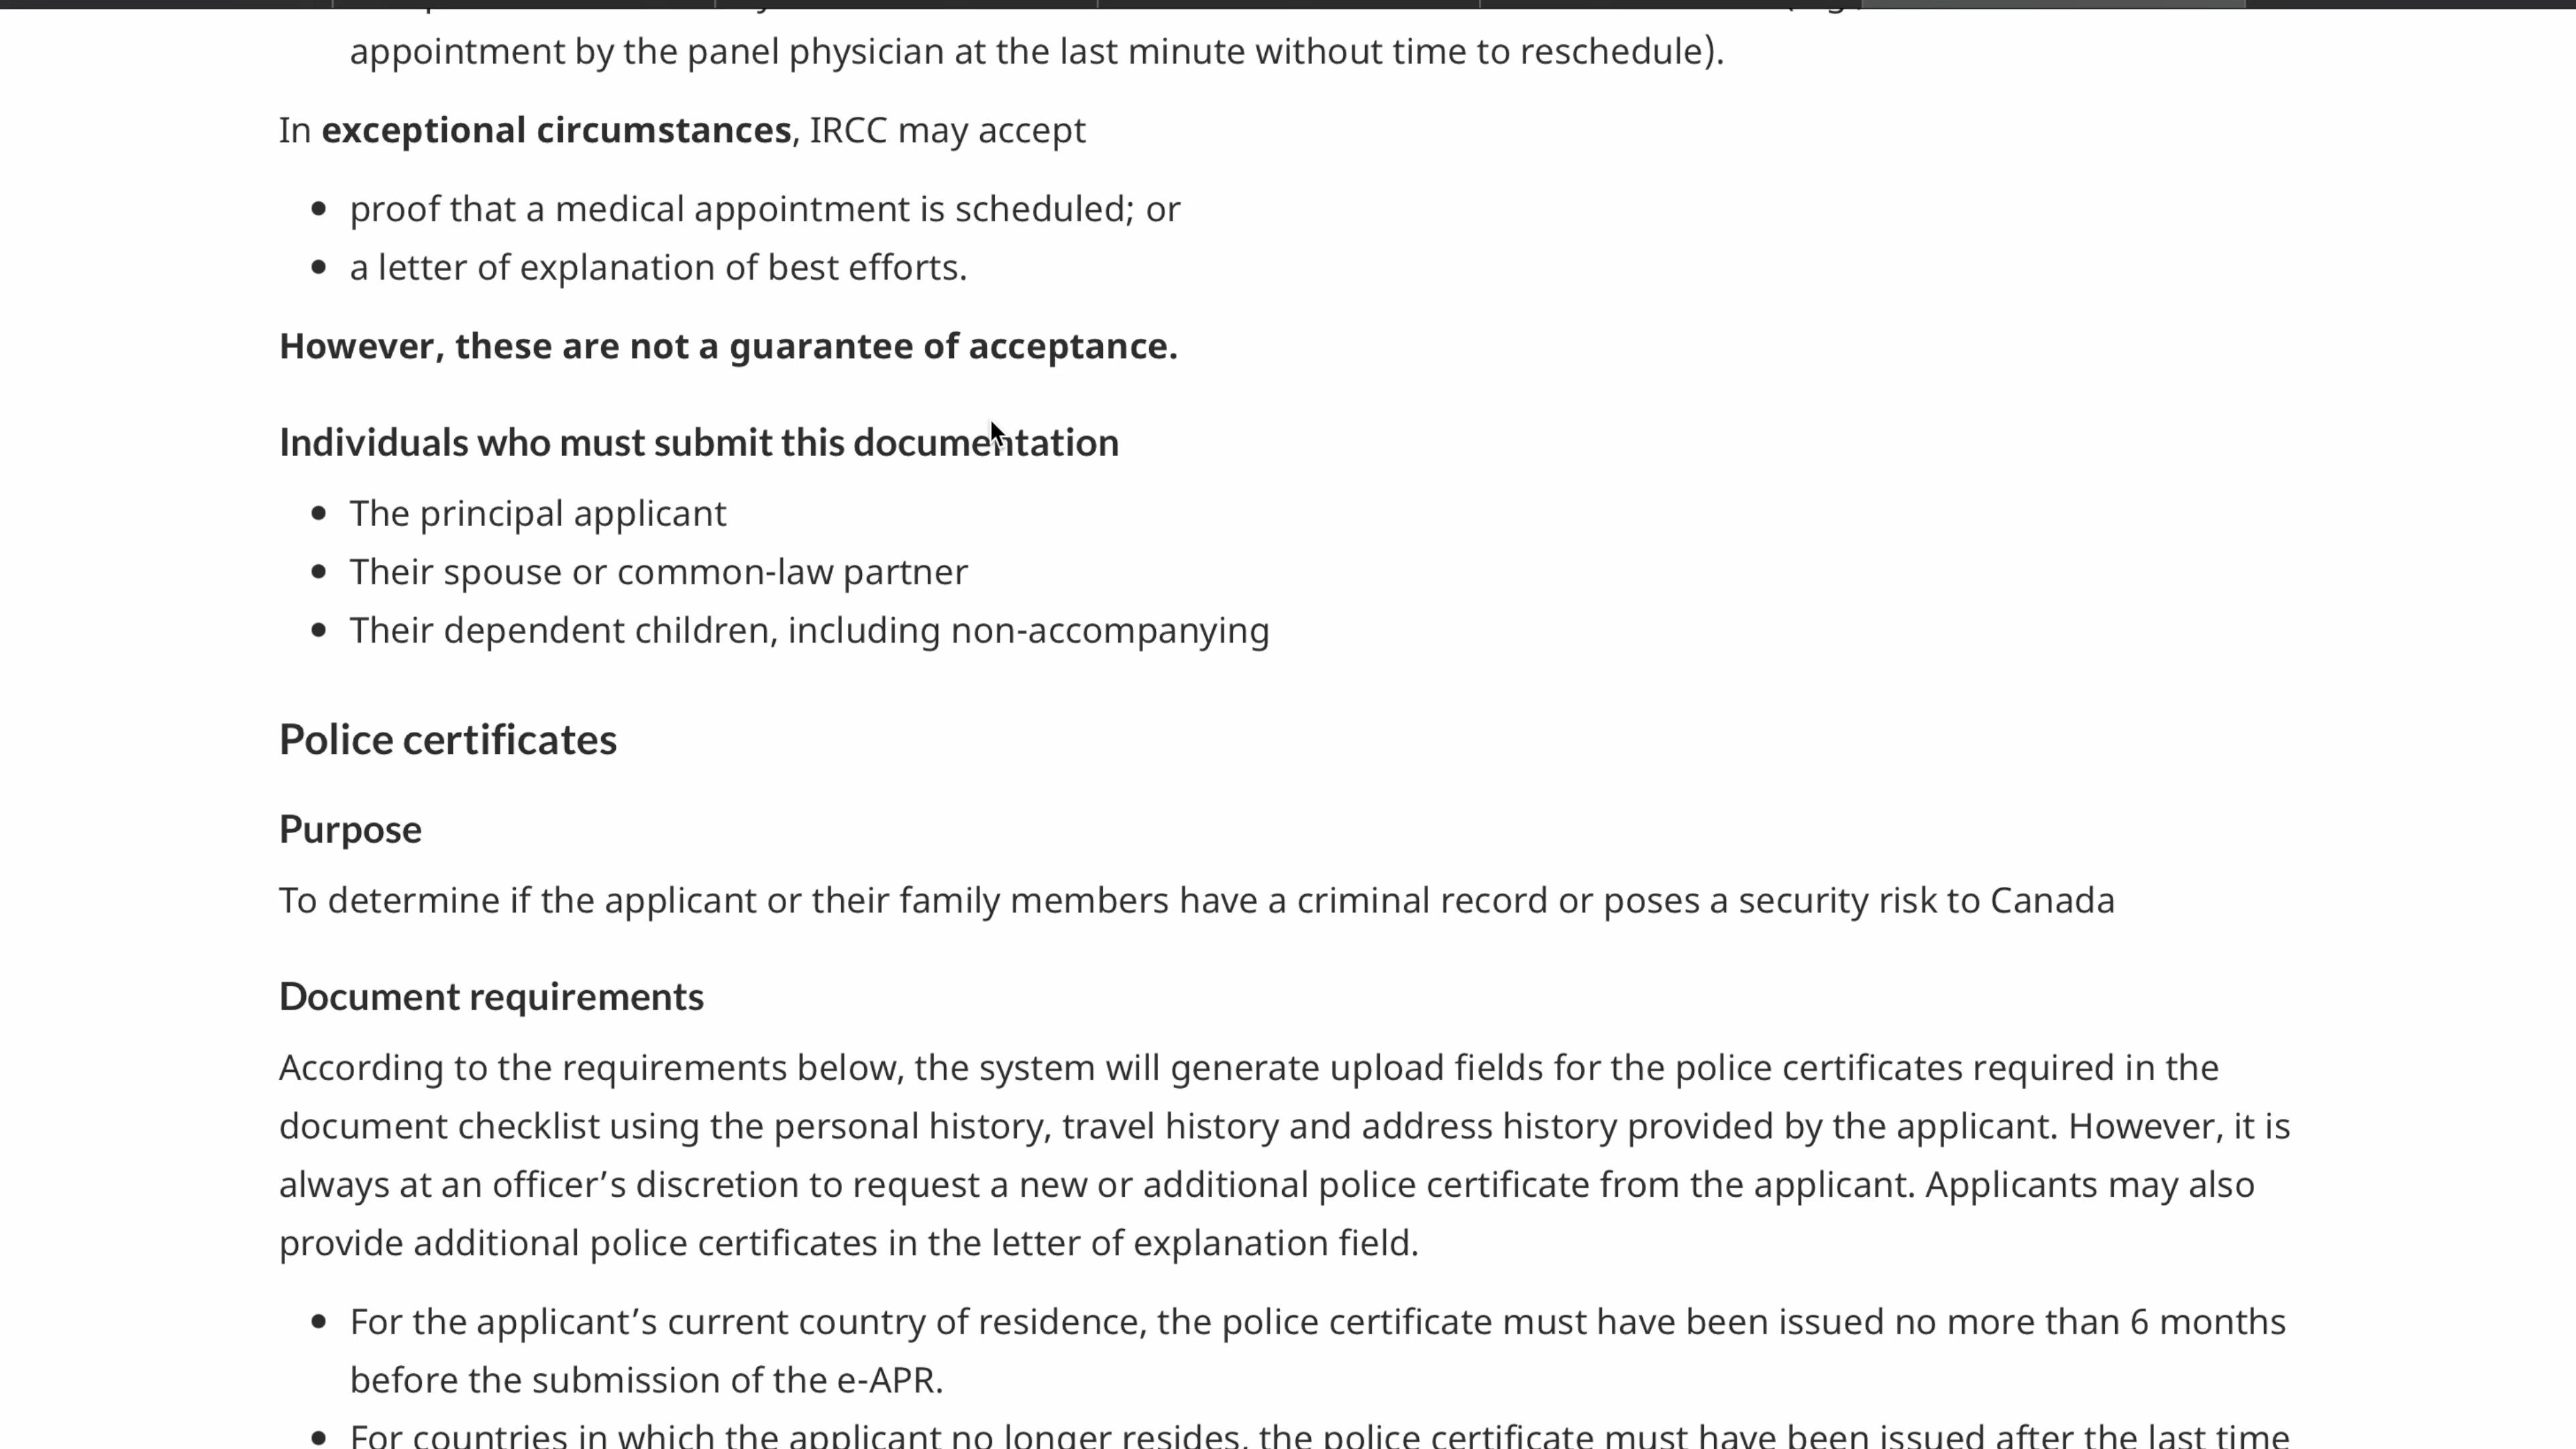 appointment by the panel physician at the last minute without time to reschedule).
In exceptional circumstances, IRCC may accept
• proof that a medical appointment is scheduled; or
• a letter of explanation of best efforts.
However, these are not a guarantee of acceptance.
Individuals who must submit this documentation
• The principal applicant
• Their spouse or common-law partner
• Their dependent children, including non-accompanying
Police certificates
Purpose
To determine if the applicant or their family members have a criminal record or poses a security risk to Canada
Document requirements
According to the requirements below, the system will generate upload fields for the police certificates required in the
document checklist using the personal history, travel history and address history provided by the applicant. However, it is
always at an officer’s discretion to request a new or additional police certificate from the applicant. Applicants may also
provide additional police certificates in the letter of explanation field.
• For the applicant’s current country of residence, the police certificate must have been issued no more than 6 months
before the submission of the e-APR.
• For countries in which the applicant no longer resides, the police certificate must have been issued after the last time